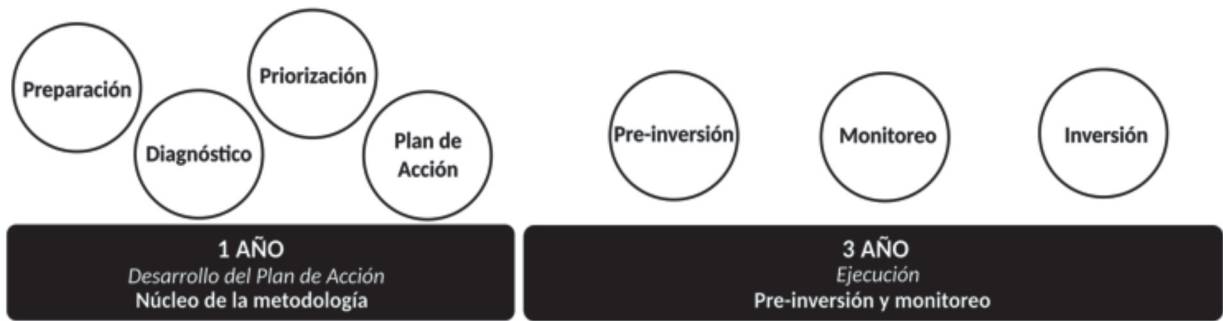 Preparación
Diagnóstico
Priorización
Plan de
Acción
Pre-inversión
Monitoreo
Inversión
1 AÑO
Desarrollo del Plan de Acción
Núcleo de la metodología
3 AÑO
Ejecución
Pre-inversión y monitoreo